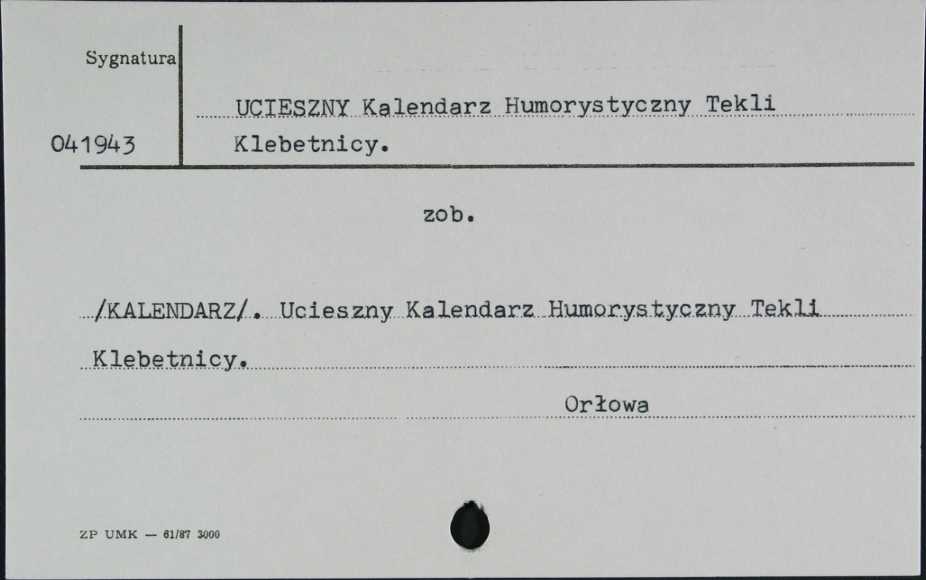 Sygnatura
UCIESZNY Kalendarz Humorystyczny Tekli
041943
Klebetnicy.
zob.
/KALENDARZ/. Ucieszny Kalendarz Humorystyczny Tekli
Klebetnicy.
Orłowa
ZP UMK — 61/87 3000